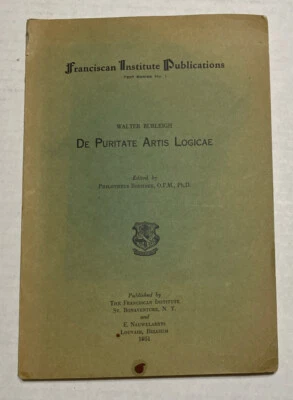 Franciscan Institute Publications
TEXT SERIES No. 1
WALTER BURLEIGH
DE PURITATE ARTIS LOGICAE
Edited by
PHILOTHEUS BOEHNER, O.F.M., Ph.D.
Published by
THE FRANCISCAN INSTITUTE
ST. BONAVENTURE, N. Y.
and
E. NAUWELAERTS
LOUVAIN, BELGIUM
1951